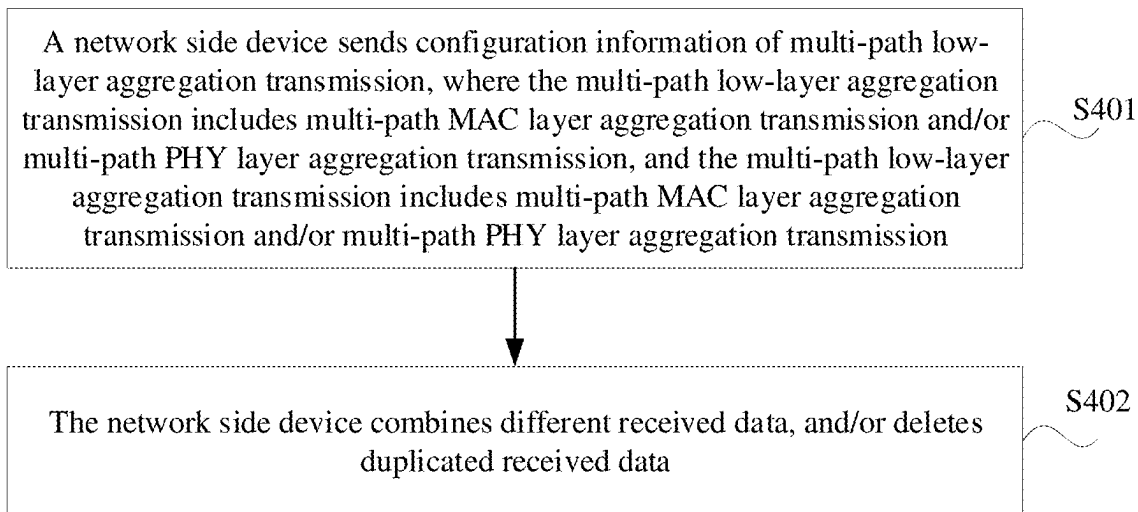 A network side device sends configuration information of multi-path low-
layer aggregation transmission, where the multi-path low-layer aggregation
transmission includes multi-path MAC layer aggregation transmission and/or
multi-path PHY layer aggregation transmission, and the multi-path low-layer
aggregation transmission includes multi-path MAC layer aggregation
transmission and/or multi-path PHY layer aggregation transmission
S401
The network side device combines different received data, and/or deletes
duplicated received data
S402